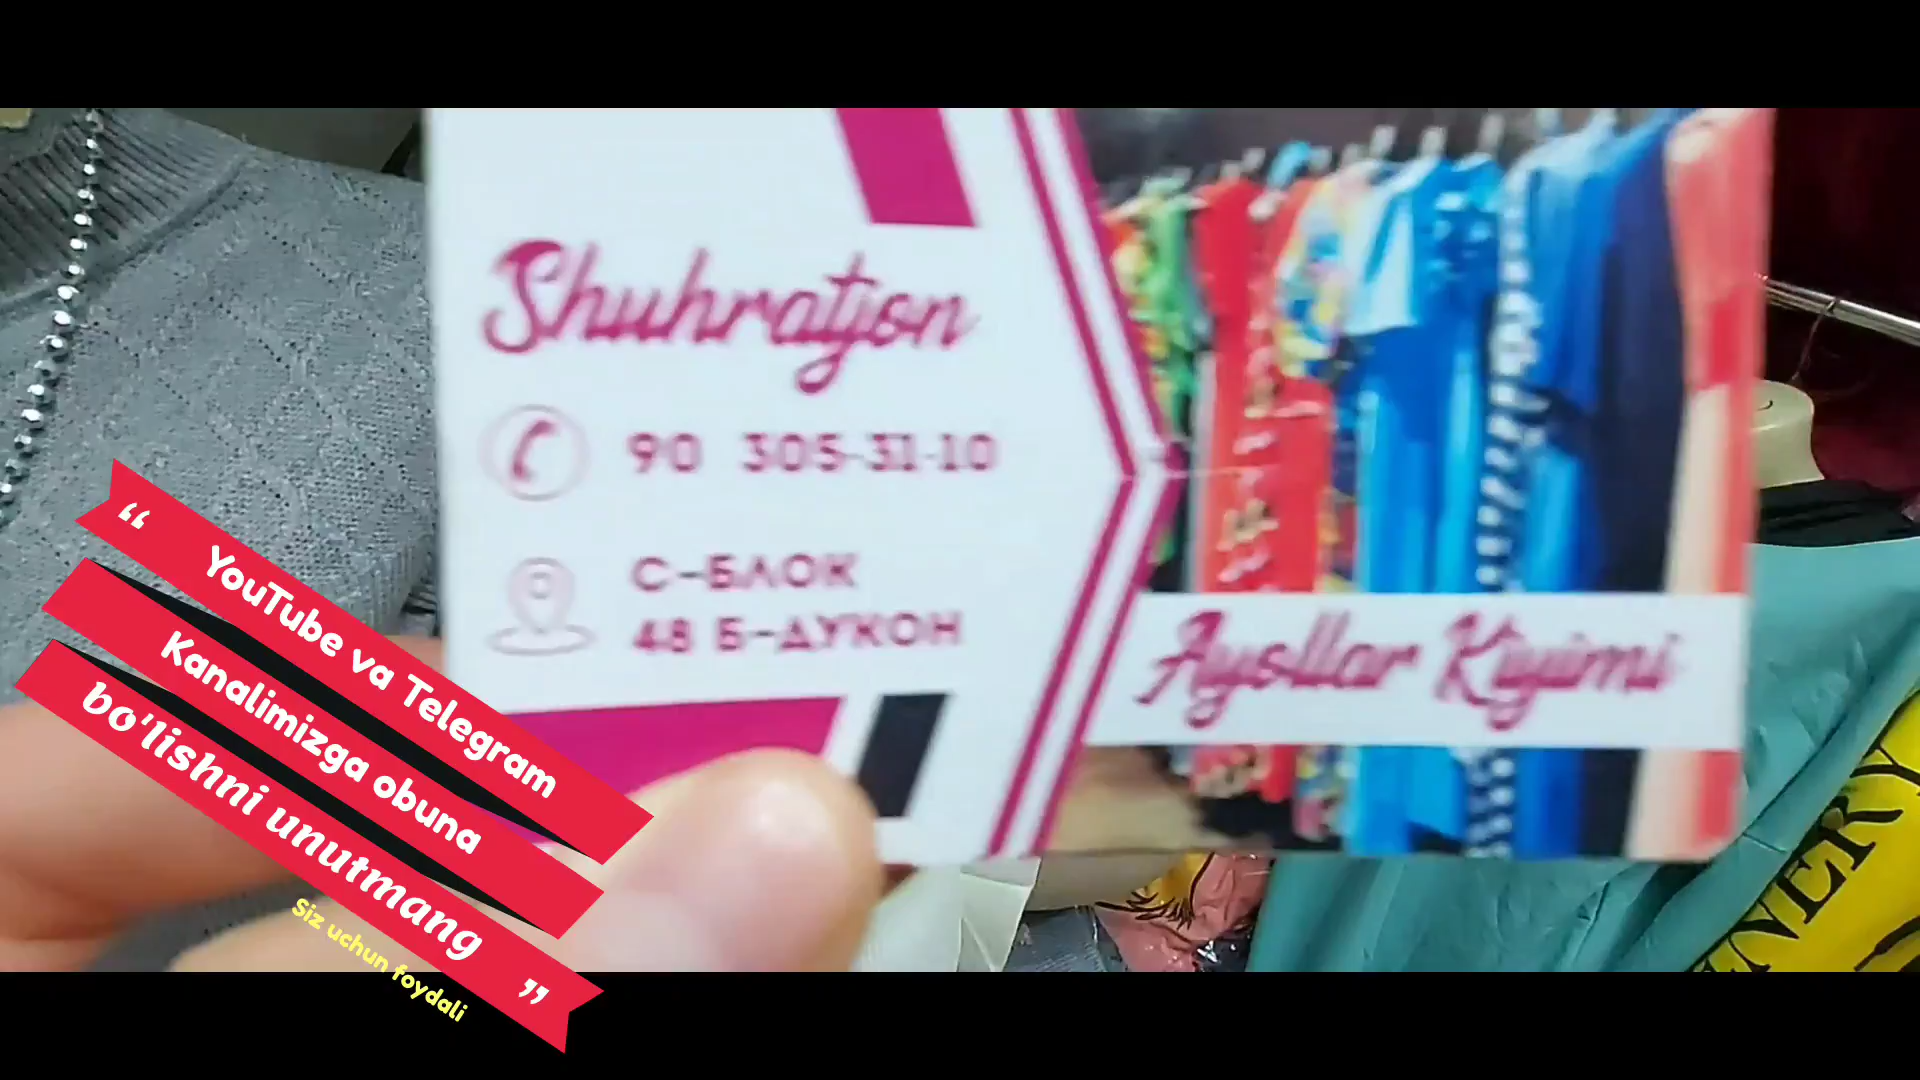 Shuhratjon
90 305-31-10
С-БЛОК
48 Б-ДУКОН
Ayollar Kiyimi
“ YouTube va Telegram
Kanalimizga obuna
bo'lishni unutmang ”
Siz uchun foydali
NERY